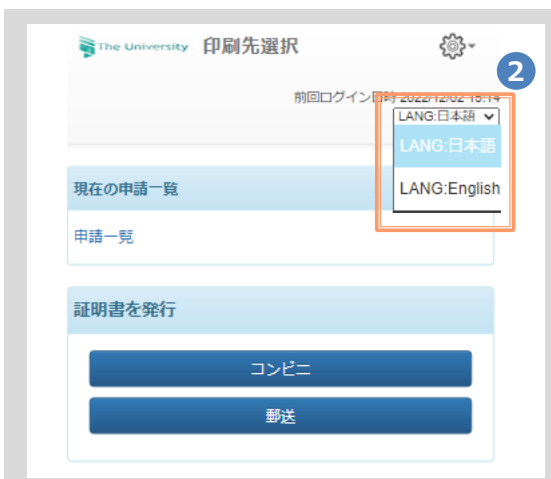 The University 印刷先選択
2
前回ログイン日時 2022/12/02 15:14
LANG:日本語
LANG:日本語
LANG:English
現在の申請一覧
申請一覧
証明書を発行
コンビニ
郵送